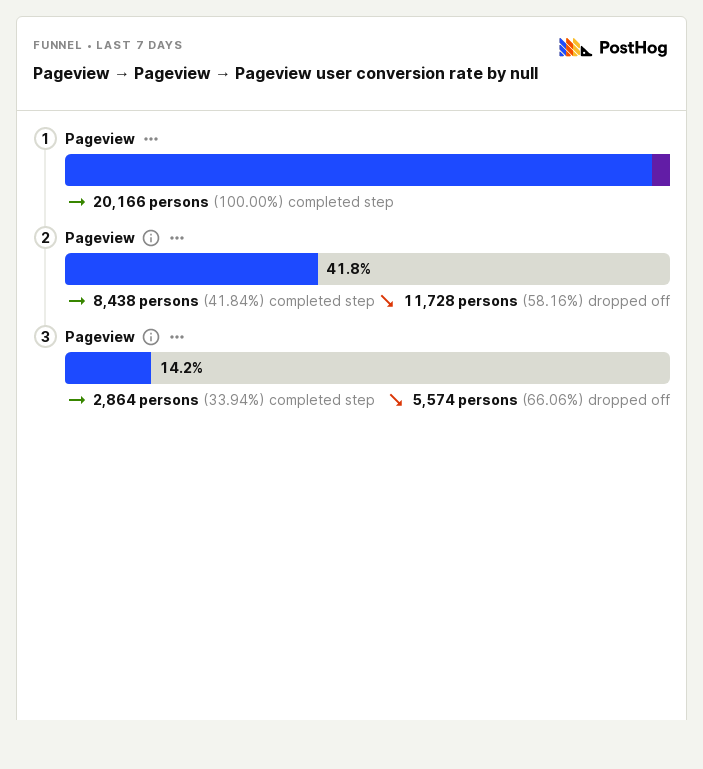 FUNNEL • LAST 7 DAYS
PostHog
Pageview → Pageview → Pageview user conversion rate by null
1 Pageview
→ 20,166 persons (100.00%) completed step
2 Pageview
41.8%
→ 8,438 persons (41.84%) completed step ↘ 11,728 persons (58.16%) dropped off
3 Pageview
14.2%
→ 2,864 persons (33.94%) completed step ↘ 5,574 persons (66.06%) dropped off